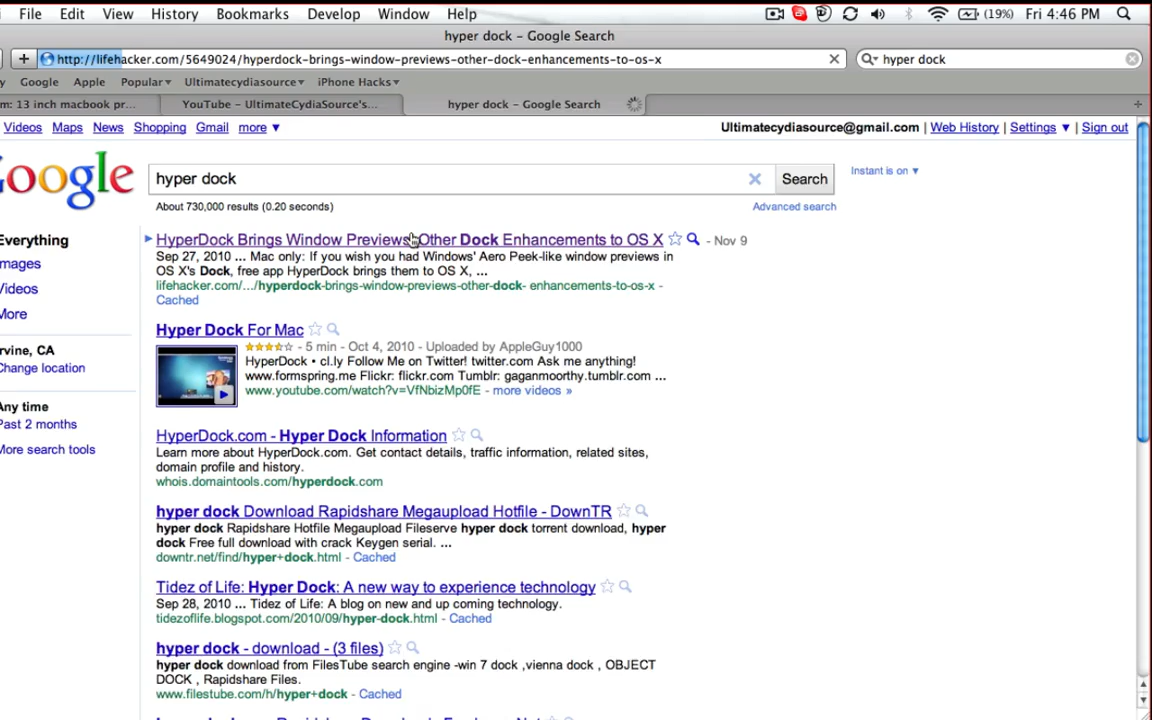 File Edit View History Bookmarks Develop Window Help (19%) Fri 4:46 PM
hyper dock – Google Search
http://lifehacker.com/5649024/hyperdock-brings-window-previews-other-dock-enhancements-to-os-x hyper dock
Google Apple Popular Ultimatecydiasource iPhone Hacks
m: 13 inch macbook pr... YouTube – UltimateCydiaSource's... hyper dock – Google Search
Videos Maps News Shopping Gmail more Ultimatecydiasource@gmail.com | Web History | Settings | Sign out
oogle hyper dock Search Instant is on
About 730,000 results (0.20 seconds) Advanced search
Everything
mages
Videos
More
rvine, CA
Change location
Any time
Past 2 months
More search tools
HyperDock Brings Window Previews, Other Dock Enhancements to OS X - Nov 9
Sep 27, 2010 ... Mac only: If you wish you had Windows' Aero Peek-like window previews in
OS X's Dock, free app HyperDock brings them to OS X, ...
lifehacker.com/.../hyperdock-brings-window-previews-other-dock- enhancements-to-os-x -
Cached
Hyper Dock For Mac
5 min - Oct 4, 2010 - Uploaded by AppleGuy1000
HyperDock • cl.ly Follow Me on Twitter! twitter.com Ask me anything!
www.formspring.me Flickr: flickr.com Tumblr: gaganmoorthy.tumblr.com ...
www.youtube.com/watch?v=VfNbizMp0fE - more videos »
HyperDock.com - Hyper Dock Information
Learn more about HyperDock.com. Get contact details, traffic information, related sites,
domain profile and history.
whois.domaintools.com/hyperdock.com
hyper dock Download Rapidshare Megaupload Hotfile - DownTR
hyper dock Rapidshare Hotfile Megaupload Fileserve hyper dock torrent download, hyper
dock Free full download with crack Keygen serial. ...
downtr.net/find/hyper+dock.html - Cached
Tidez of Life: Hyper Dock: A new way to experience technology
Sep 28, 2010 ... Tidez of Life: A blog on new and up coming technology.
tidezoflife.blogspot.com/2010/09/hyper-dock.html - Cached
hyper dock - download - (3 files)
hyper dock download from FilesTube search engine -win 7 dock ,vienna dock , OBJECT
DOCK , Rapidshare Files.
www.filestube.com/h/hyper+dock - Cached